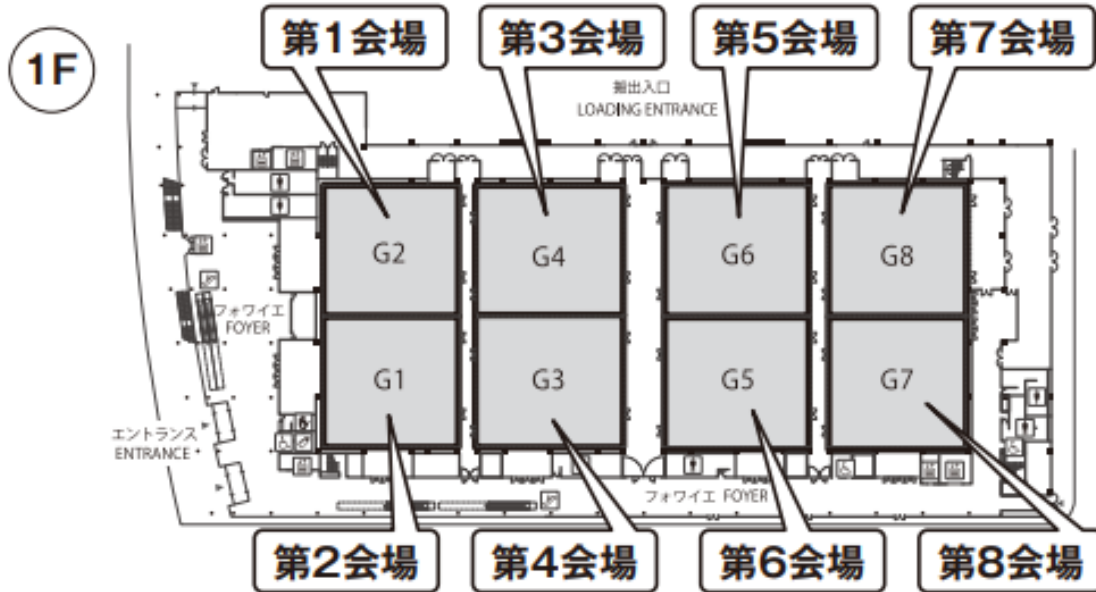 1F
第1会場
第3会場
第5会場
第7会場
搬出入口
LOADING ENTRANCE
G2
G4
G6
G8
フォワイエ
FOYER
G1
G3
G5
G7
エントランス
ENTRANCE
フォワイエ FOYER
第2会場
第4会場
第6会場
第8会場